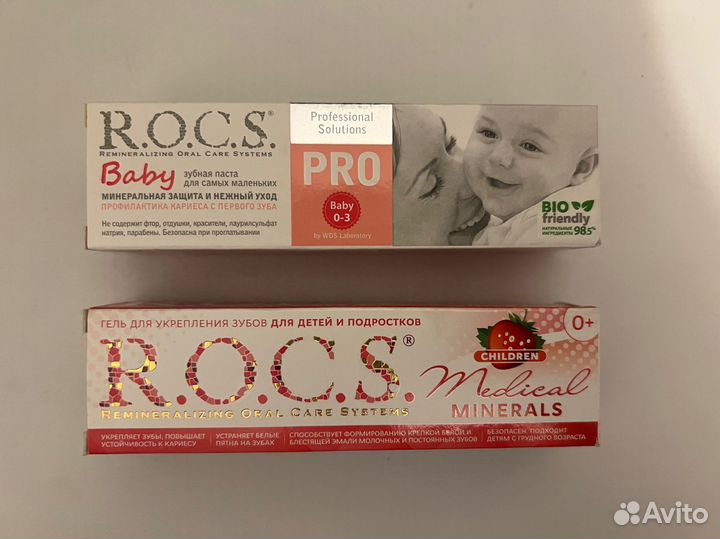 R.O.C.S.®
REMINERALIZING ORAL CARE SYSTEMS
Baby зубная паста
для самых маленьких
МИНЕРАЛЬНАЯ ЗАЩИТА И НЕЖНЫЙ УХОД
ПРОФИЛАКТИКА КАРИЕСА С ПЕРВОГО ЗУБА
Не содержит фтор, отдушки, красители, лаурилсульфат
натрия, парабены. Безопасна при проглатывании
Professional
Solutions
PRO
Baby
0-3
by WDS Laboratory
BIO
friendly
НАТУРАЛЬНЫЕ
ИНГРЕДИЕНТЫ 98.5%
ГЕЛЬ ДЛЯ УКРЕПЛЕНИЯ ЗУБОВ ДЛЯ ДЕТЕЙ И ПОДРОСТКОВ
R.O.C.S.®
REMINERALIZING ORAL CARE SYSTEMS
CHILDREN
0+
Medical
MINERALS
УКРЕПЛЯЕТ ЗУБЫ, ПОВЫШАЕТ
УСТОЙЧИВОСТЬ К КАРИЕСУ
УСТРАНЯЕТ БЕЛЫЕ
ПЯТНА НА ЗУБАХ
СПОСОБСТВУЕТ ФОРМИРОВАНИЮ КРЕПКОЙ БЕЛОЙ И
БЛЕСТЯЩЕЙ ЭМАЛИ МОЛОЧНЫХ И ПОСТОЯННЫХ ЗУБОВ
БЕЗОПАСЕН, ПОДХОДИТ
ДЕТЯМ С ГРУДНОГО ВОЗРАСТА
Avito